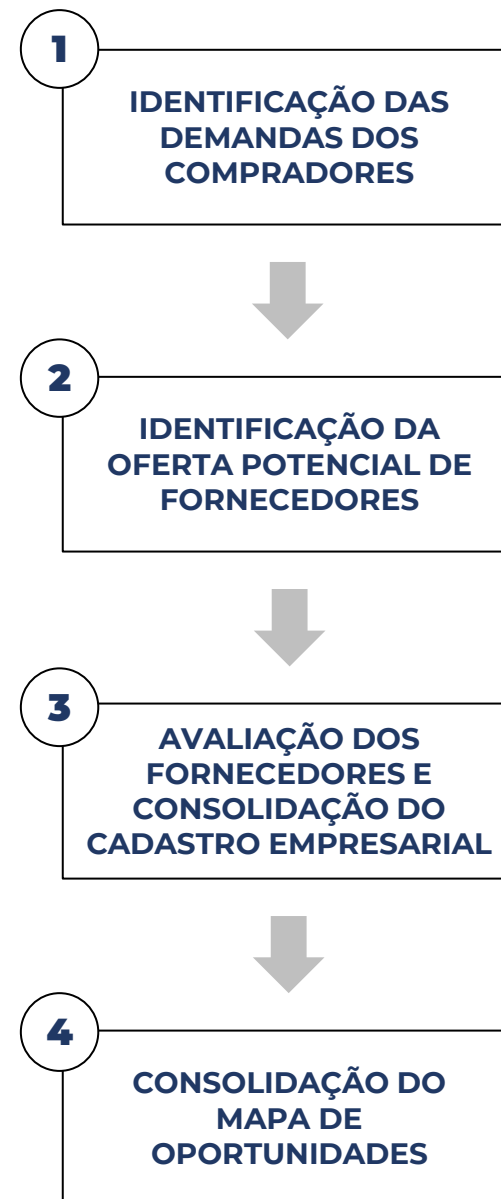 1
IDENTIFICAÇÃO DAS
DEMANDAS DOS
COMPRADORES
2
IDENTIFICAÇÃO DA
OFERTA POTENCIAL DE
FORNECEDORES
3
AVALIAÇÃO DOS
FORNECEDORES E
CONSOLIDAÇÃO DO
CADASTRO EMPRESARIAL
4
CONSOLIDAÇÃO DO
MAPA DE
OPORTUNIDADES